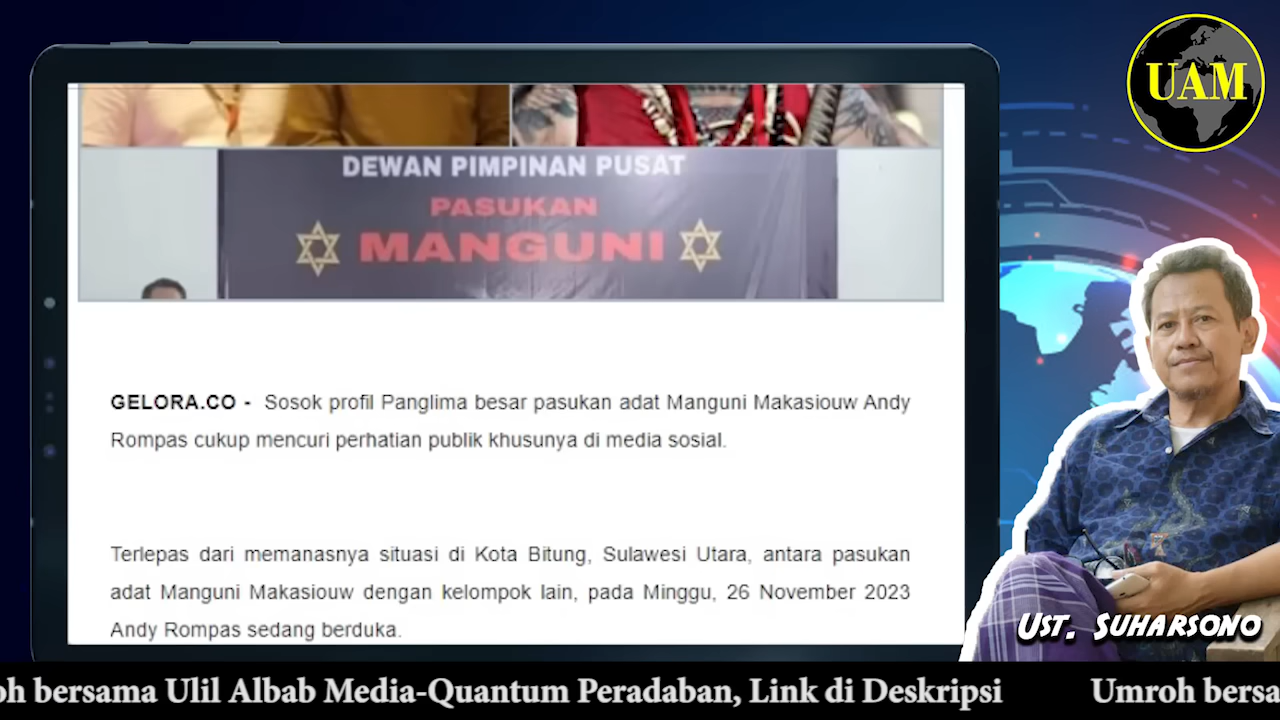 UAM
DEWAN PIMPINAN PUSAT
PASUKAN
MANGUNI
GELORA.CO - Sosok profil Panglima besar pasukan adat Manguni Makasiouw Andy
Rompas cukup mencuri perhatian publik khusunya di media sosial.
Terlepas dari memanasnya situasi di Kota Bitung, Sulawesi Utara, antara pasukan
adat Manguni Makasiouw dengan kelompok lain, pada Minggu, 26 November 2023
Andy Rompas sedang berduka.
UST. SUHARSONO
oh bersama Ulil Albab Media-Quantum Peradaban, Link di Deskripsi Umroh bersa